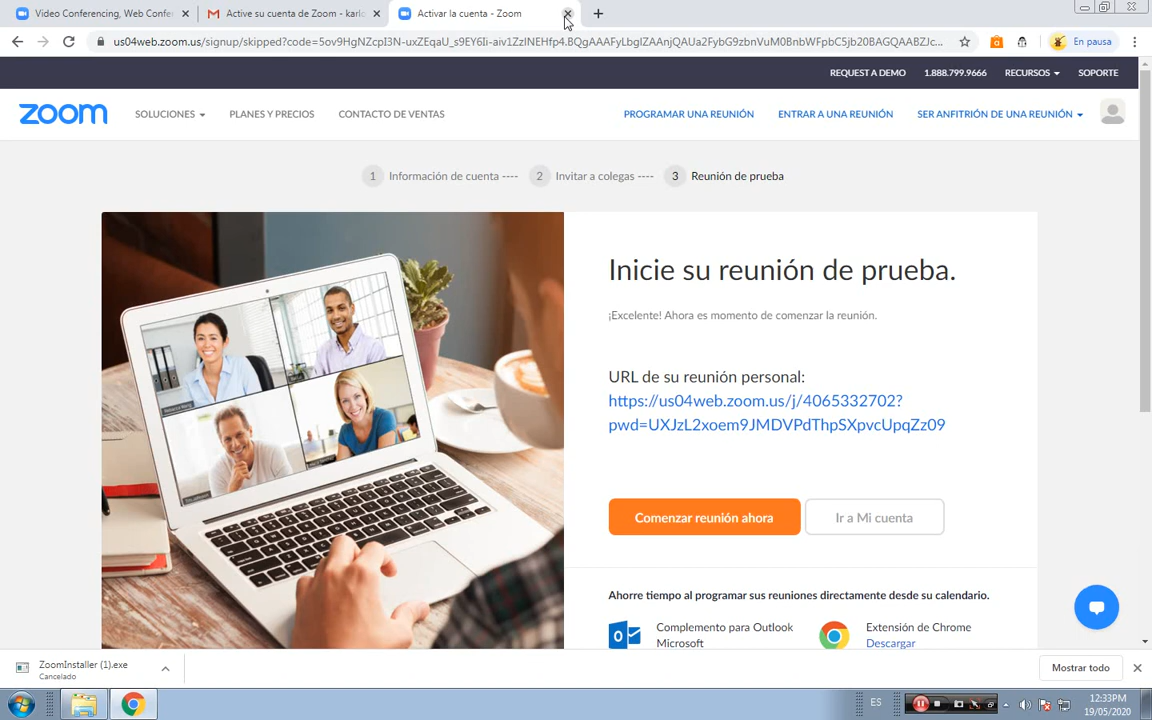 Video Conferencing, Web Confe
Active su cuenta de Zoom - karlo
Activar la cuenta - Zoom
us04web.zoom.us/signup/skipped?code=5ov9HgNZcpI3N-uxZEqaU_s9EY6Ii-aiv1ZzlNEHfp4.BQgAAAFyLbglZAAnjQAUa2FybG9zbnVuM0BnbWFpbC5jb20BAGQAABZJc...
En pausa
REQUEST A DEMO 1.888.799.9666 RECURSOS SOPORTE
zoom SOLUCIONES PLANES Y PRECIOS CONTACTO DE VENTAS PROGRAMAR UNA REUNIÓN ENTRAR A UNA REUNIÓN SER ANFITRIÓN DE UNA REUNIÓN
1 Información de cuenta ---- 2 Invitar a colegas ---- 3 Reunión de prueba
Inicie su reunión de prueba.
¡Excelente! Ahora es momento de comenzar la reunión.
URL de su reunión personal:
https://us04web.zoom.us/j/4065332702?
pwd=UXJzL2xoem9JMDVPdThpSXpvcUpqZz09
Comenzar reunión ahora Ir a Mi cuenta
Ahorre tiempo al programar sus reuniones directamente desde su calendario.
Complemento para Outlook
Microsoft
Extensión de Chrome
Descargar
ZoomInstaller (1).exe
Cancelado
Mostrar todo
ES
12:33PM
19/05/2020